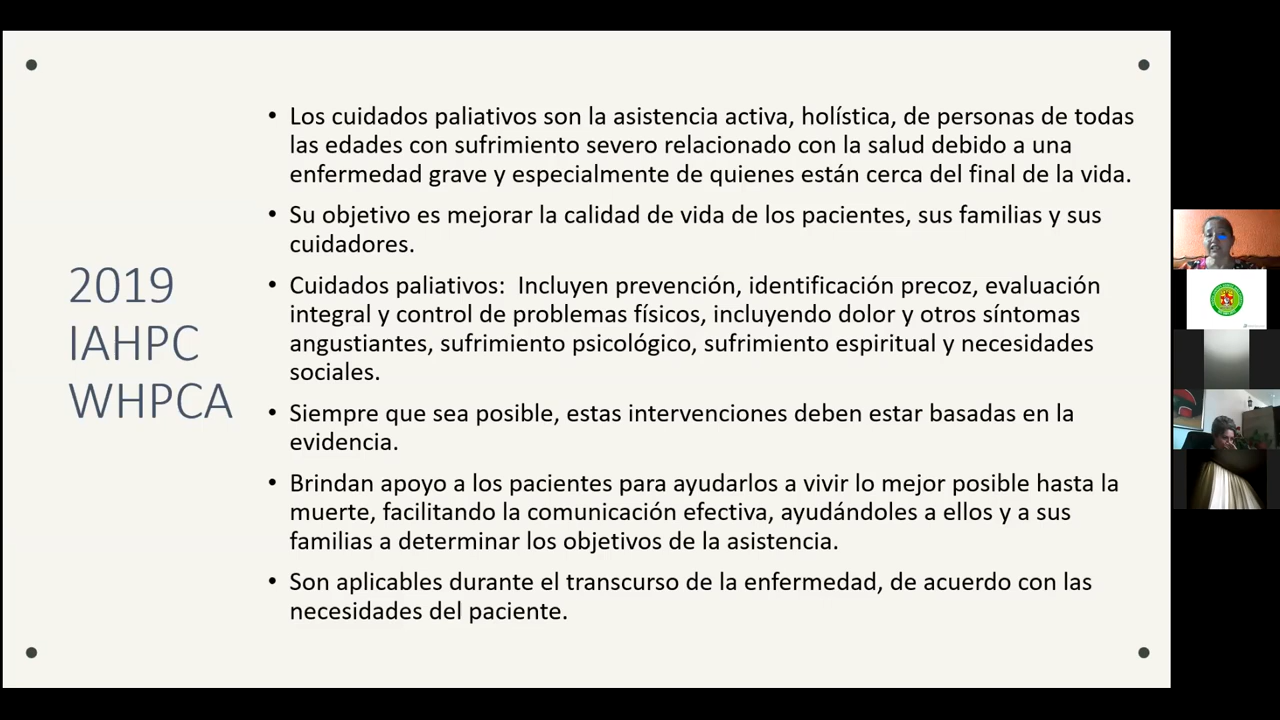 2019
IAHPC
WHPCA
• Los cuidados paliativos son la asistencia activa, holística, de personas de todas
las edades con sufrimiento severo relacionado con la salud debido a una
enfermedad grave y especialmente de quienes están cerca del final de la vida.
• Su objetivo es mejorar la calidad de vida de los pacientes, sus familias y sus
cuidadores.
• Cuidados paliativos:  Incluyen prevención, identificación precoz, evaluación
integral y control de problemas físicos, incluyendo dolor y otros síntomas
angustiantes, sufrimiento psicológico, sufrimiento espiritual y necesidades
sociales.
• Siempre que sea posible, estas intervenciones deben estar basadas en la
evidencia.
• Brindan apoyo a los pacientes para ayudarlos a vivir lo mejor posible hasta la
muerte, facilitando la comunicación efectiva, ayudándoles a ellos y a sus
familias a determinar los objetivos de la asistencia.
• Son aplicables durante el transcurso de la enfermedad, de acuerdo con las
necesidades del paciente.